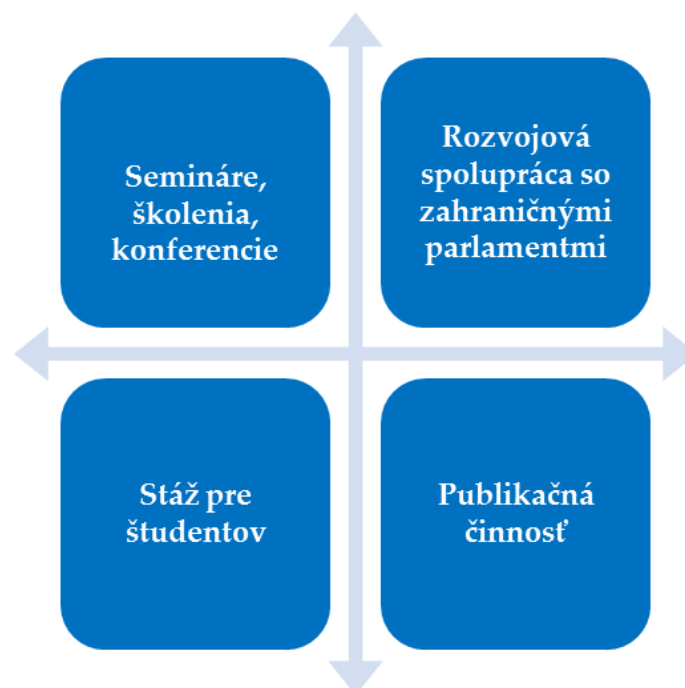 Semináre,
školenia,
konferencie
Rozvojová
spolupráca so
zahraničnými
parlamentmi
Stáž pre
študentov
Publikačná
činnosť